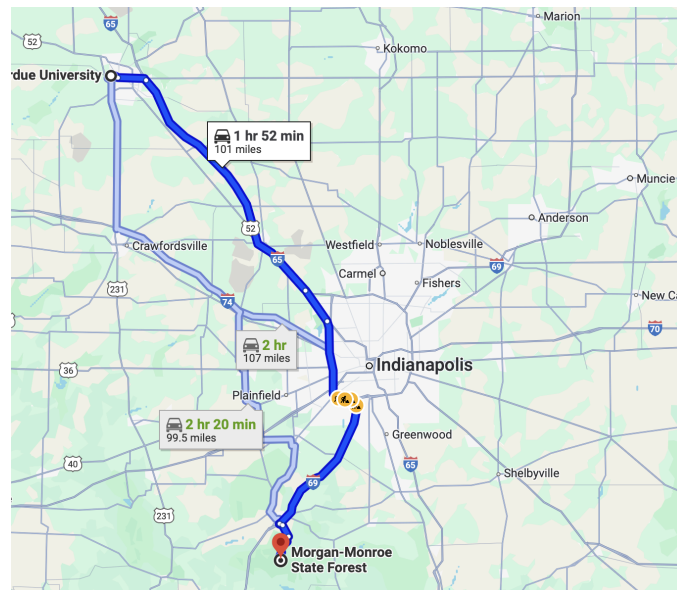 Marion
65
52
Kokomo
rdue University
1 hr 52 min
101 miles
Muncie
Anderson
52
Westfield
Noblesville
Crawfordsville
65
69
Carmel
Fishers
231
74
New Ca
70
2 hr
107 miles
Indianapolis
36
Plainfield
2 hr 20 min
99.5 miles
Greenwood
40
65
Shelbyville
69
231
Morgan-Monroe
State Forest